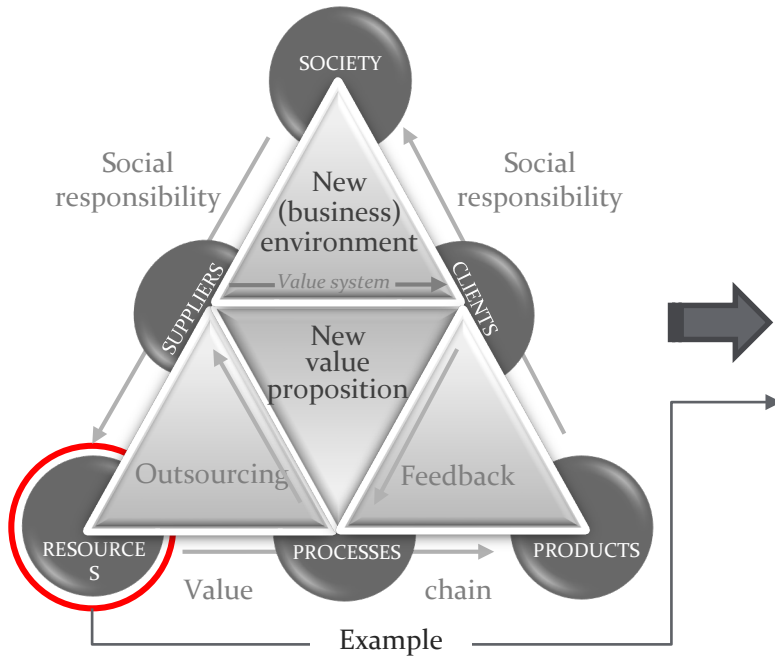 SOCIETY
Social
responsibility
Social
responsibility
New
(business)
environment
Value system
SUPPLIERS
CLIENTS
New
value
proposition
Outsourcing
Feedback
RESOURCE
S
PROCESSES
PRODUCTS
Value
chain
Example